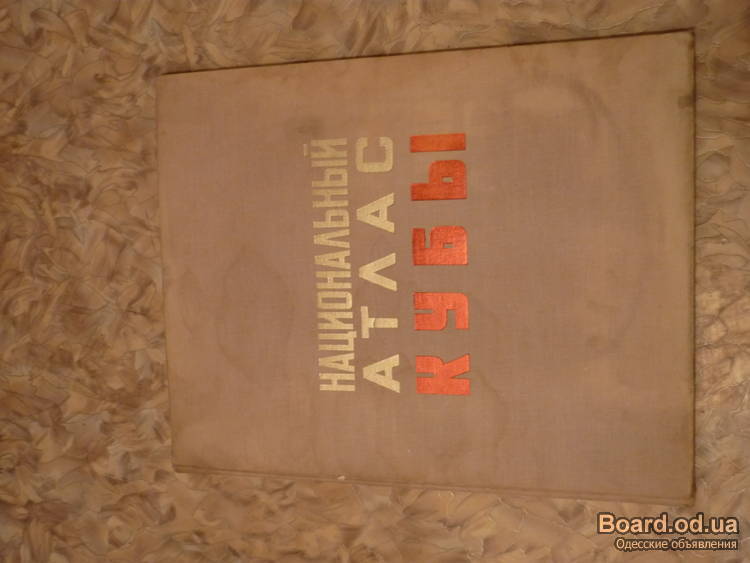 НАЦИОНАЛЬНЫЙ
АТЛАС
КУБЫ
Board.od.ua
Одесские объявления